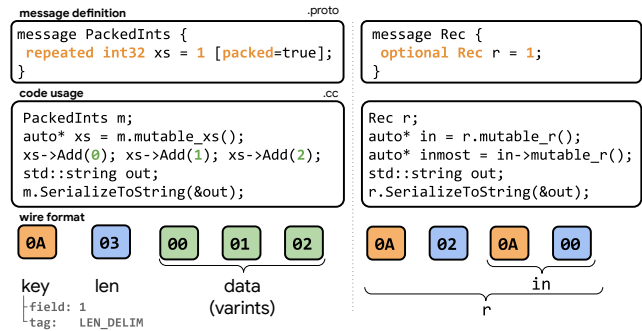 message definition
.proto
message PackedInts {
repeated int32 xs = 1 [packed=true];
}
message Rec {
optional Rec r = 1;
}
code usage
.cc
PackedInts m;
auto* xs = m.mutable_xs();
xs->Add(0); xs->Add(1); xs->Add(2);
std::string out;
m.SerializeToString(&out);
Rec r;
auto* in = r.mutable_r();
auto* inmost = in->mutable_r();
std::string out;
r.SerializeToString(&out);
wire format
0A 03 00 01 02
key len data
(varints)
field: 1
tag: LEN_DELIM
0A 02 0A 00
in
r